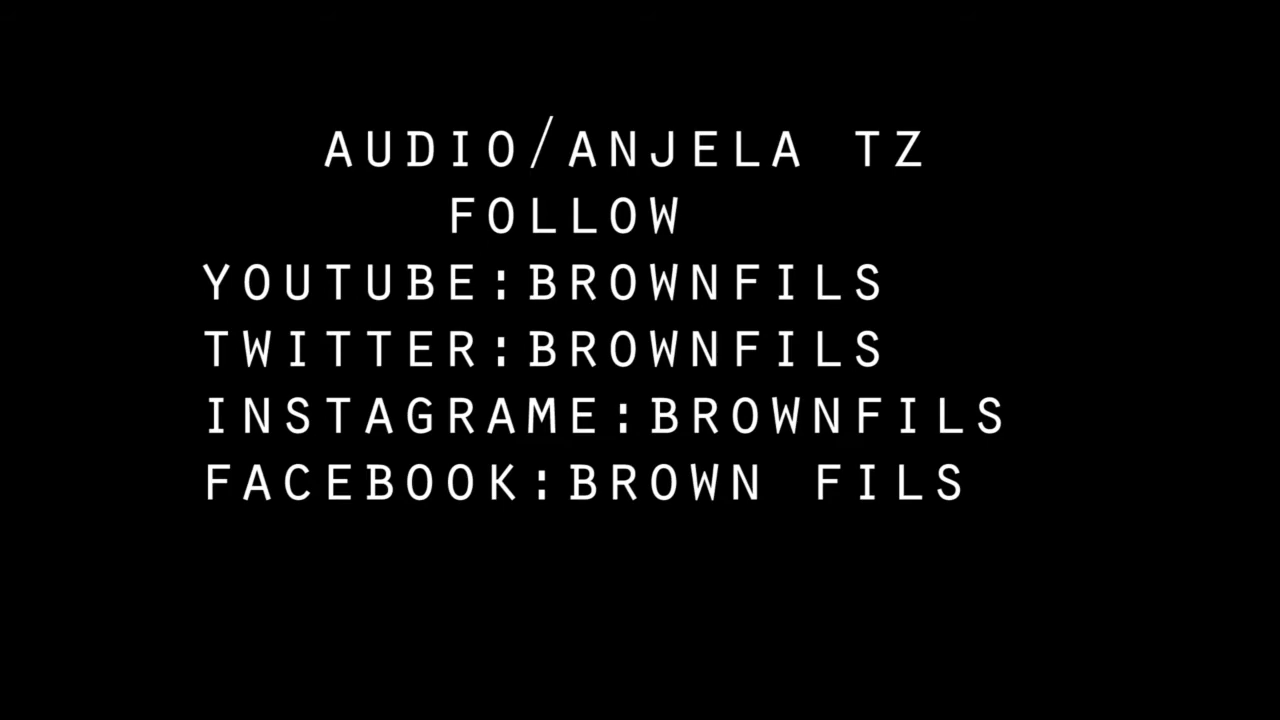 AUDIO/ANJELA TZ
FOLLOW
YOUTUBE:BROWNFILS
TWITTER:BROWNFILS
INSTAGRAME:BROWNFILS
FACEBOOK:BROWN FILS